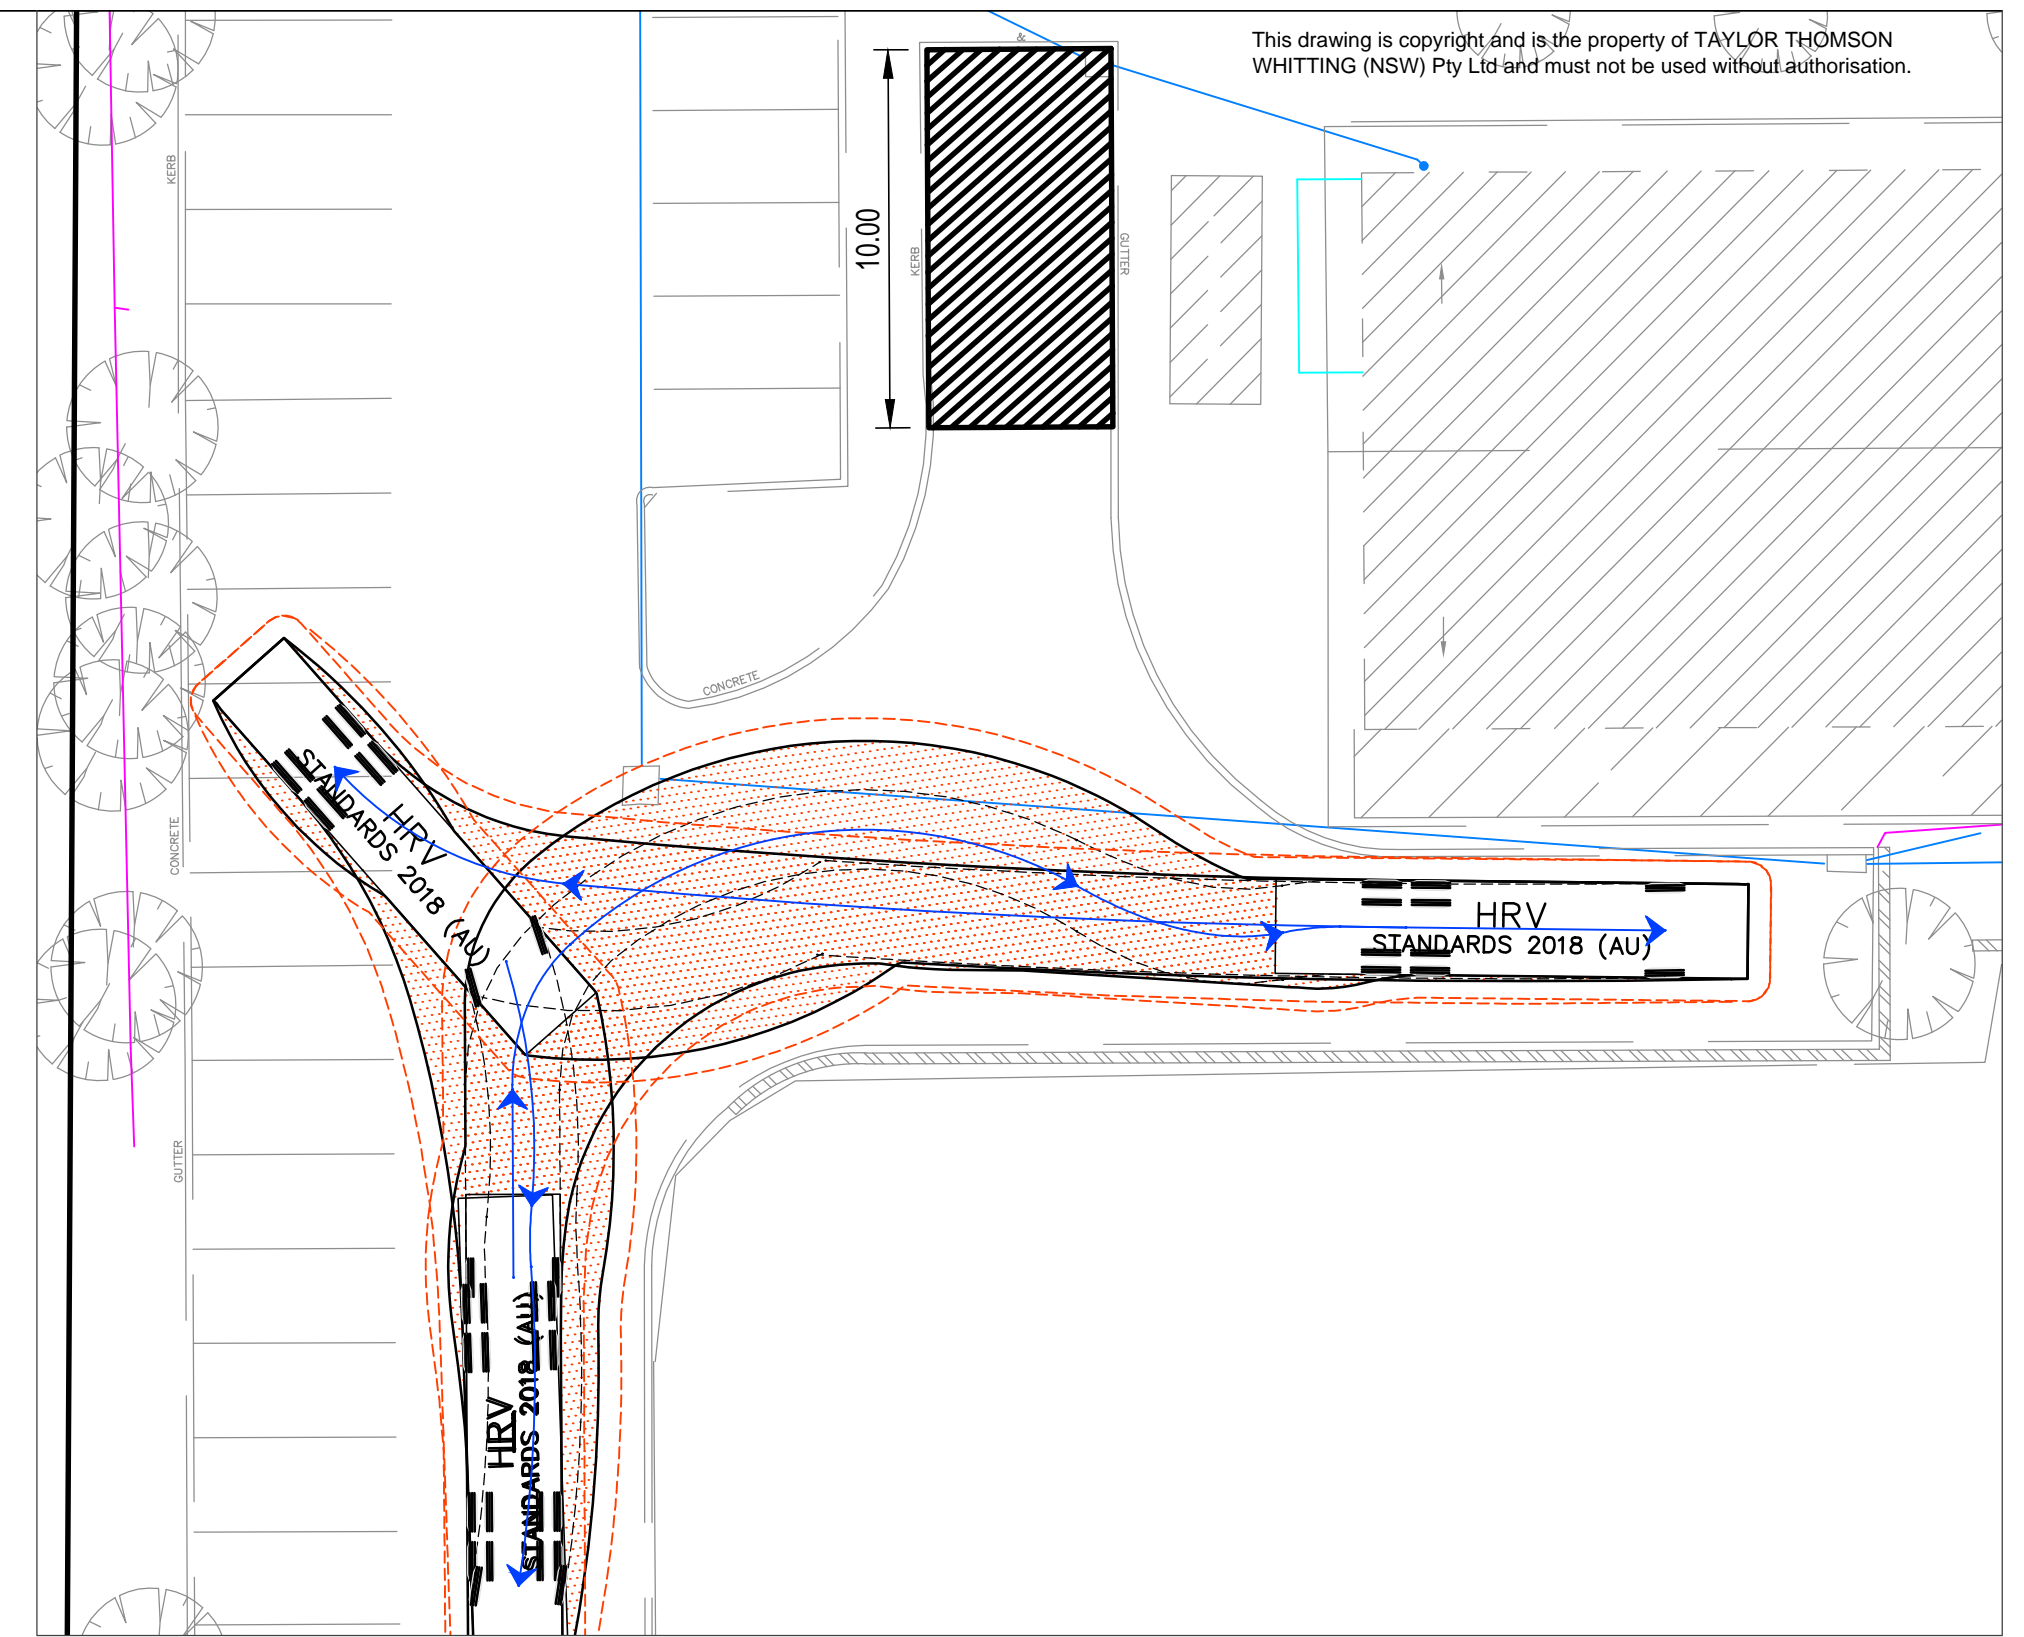 &
This drawing is copyright and is the property of TAYLOR THOMSON
WHITTING (NSW) Pty Ltd and must not be used without authorisation.
KERB
10.00
KERB
GUTTER
CONCRETE
HRV
STANDARDS 2018 (AU)
CONCRETE
HRV
STANDARDS 2018 (AU)
GUTTER
HRV
STANDARDS 2018 (AU)